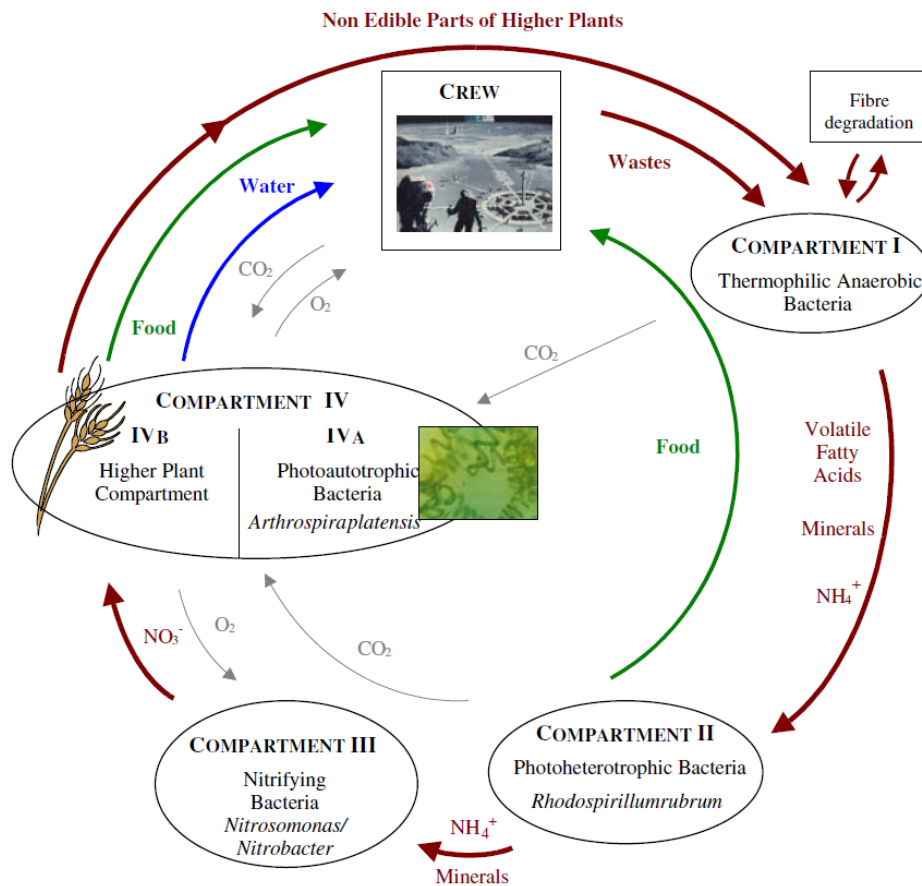 Non Edible Parts of Higher Plants
CREW
Fibre
degradation
Wastes
Water
CO₂
O₂
Food
COMPARTMENT I
Thermophilic Anaerobic
Bacteria
CO₂
COMPARTMENT IV
IVB
Higher Plant
Compartment
IVA
Photoautotrophic
Bacteria
Arthrospiraplatensis
Food
Volatile
Fatty
Acids
Minerals
NH₄⁺
NO₃⁻
O₂
CO₂
COMPARTMENT III
Nitrifying
Bacteria
Nitrosomonas/
Nitrobacter
COMPARTMENT II
Photoheterotrophic Bacteria
Rhodospirillumrubrum
NH₄⁺
Minerals